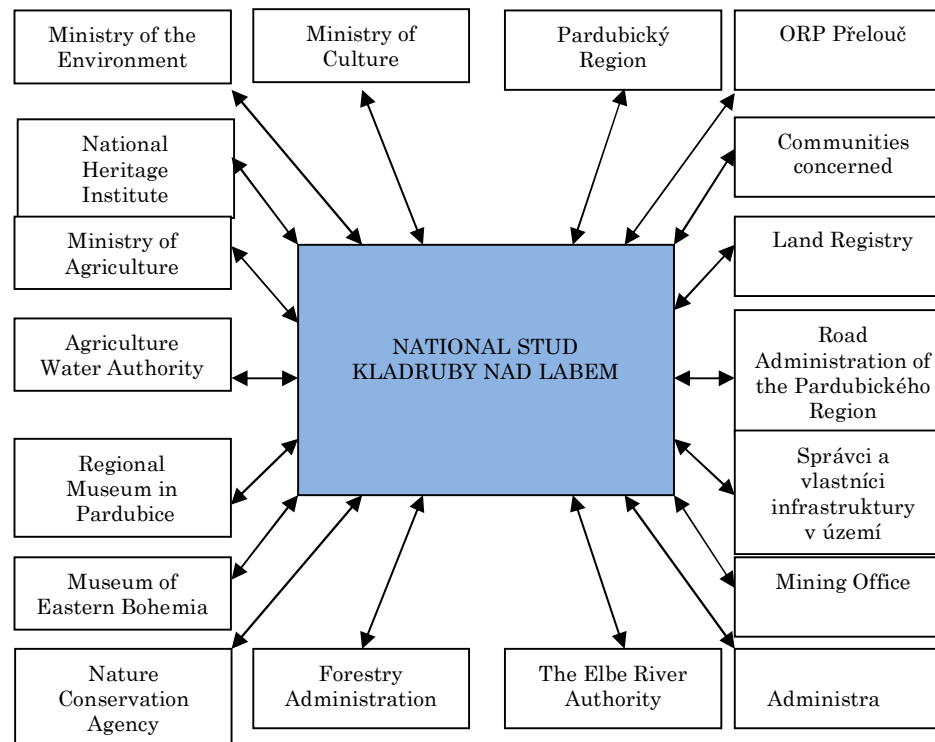 Ministry of the
Environment
Ministry of
Culture
Pardubický
Region
ORP Přelouč
National
Heritage
Institute
Communities
concerned
Ministry of
Agriculture
Land Registry
Agriculture
Water Authority
NATIONAL STUD
KLADRUBY NAD LABEM
Road
Administration of
the Pardubického
Region
Regional
Museum in
Pardubice
Správci a
vlastníci
infrastruktury
v území
Museum of
Eastern Bohemia
Mining Office
Nature
Conservation
Agency
Forestry
Administration
The Elbe River
Authority
Administra